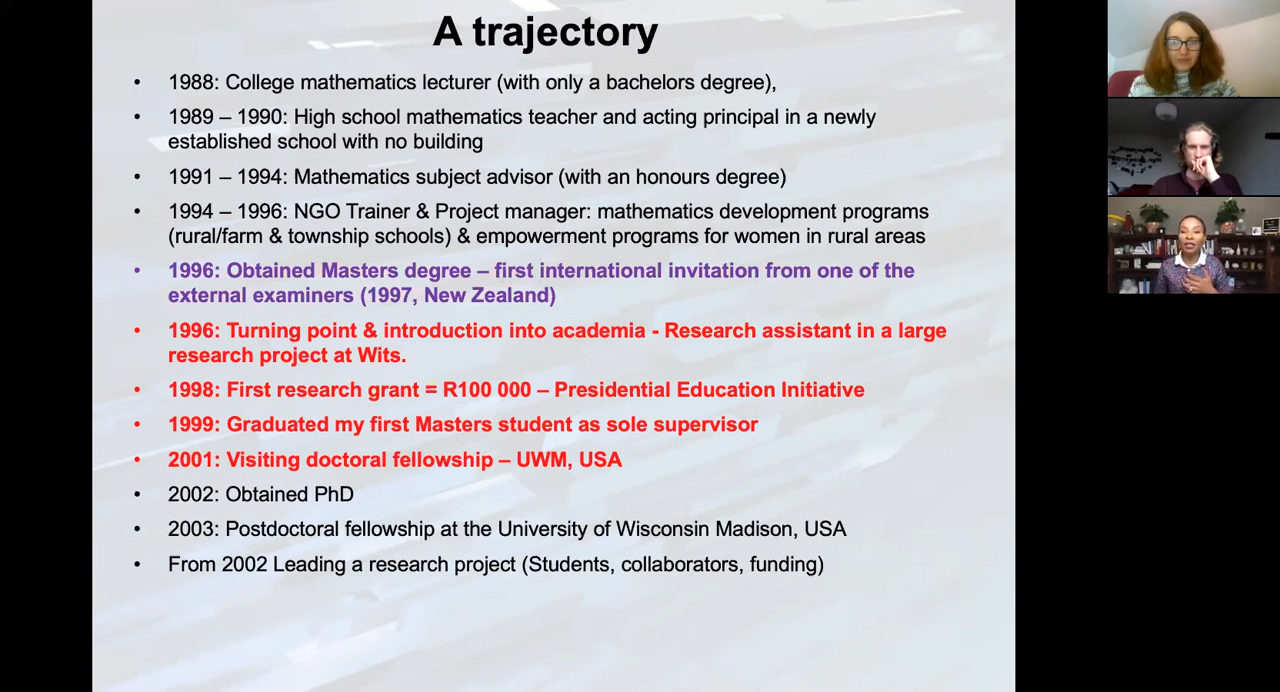 A trajectory
• 1988: College mathematics lecturer (with only a bachelors degree),
• 1989 – 1990: High school mathematics teacher and acting principal in a newly
established school with no building
• 1991 – 1994: Mathematics subject advisor (with an honours degree)
• 1994 – 1996: NGO Trainer & Project manager: mathematics development programs
(rural/farm & township schools) & empowerment programs for women in rural areas
• 1996: Obtained Masters degree – first international invitation from one of the
external examiners (1997, New Zealand)
• 1996: Turning point & introduction into academia - Research assistant in a large
research project at Wits.
• 1998: First research grant = R100 000 – Presidential Education Initiative
• 1999: Graduated my first Masters student as sole supervisor
• 2001: Visiting doctoral fellowship – UWM, USA
• 2002: Obtained PhD
• 2003: Postdoctoral fellowship at the University of Wisconsin Madison, USA
• From 2002 Leading a research project (Students, collaborators, funding)